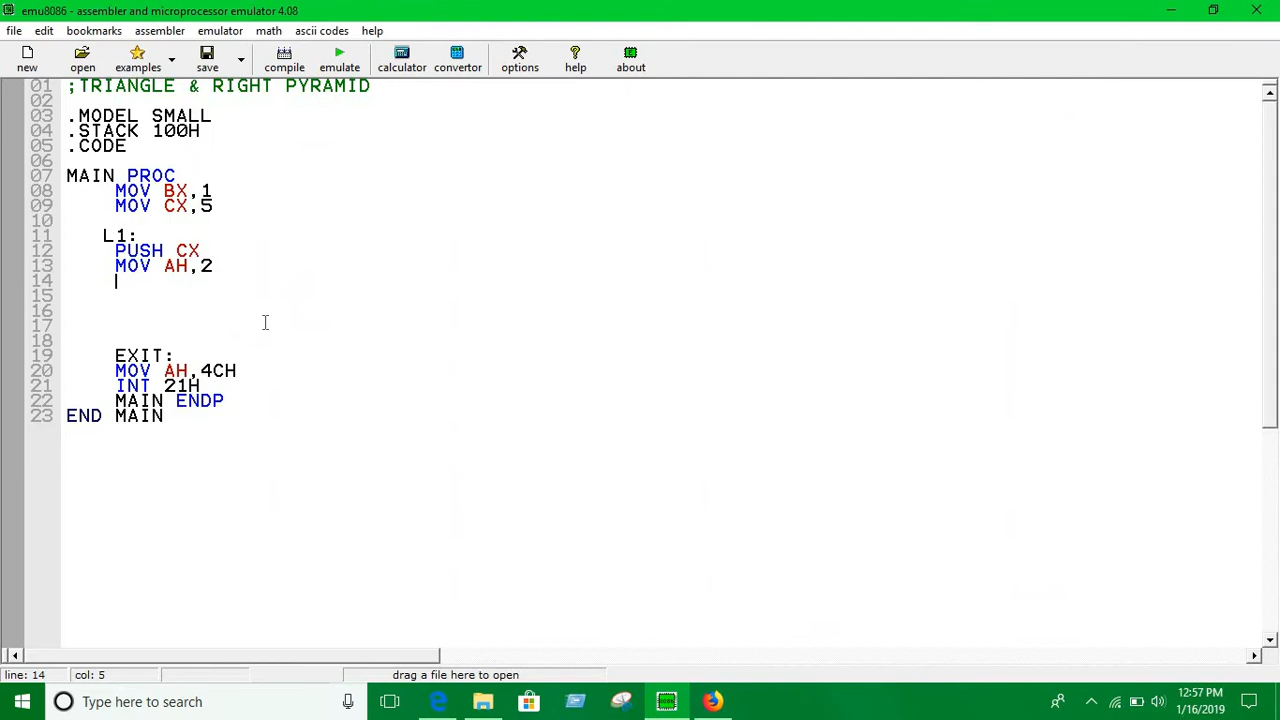 emu8086 - assembler and microprocessor emulator 4.08
file edit bookmarks assembler emulator math ascii codes help
new open examples save compile emulate calculator convertor options help about
01 ;TRIANGLE & RIGHT PYRAMID
02
03 .MODEL SMALL
04 .STACK 100H
05 .CODE
06
07 MAIN PROC
08 MOV BX,1
09 MOV CX,5
10
11 L1:
12 PUSH CX
13 MOV AH,2
14
15
16
17
18
19 EXIT:
20 MOV AH,4CH
21 INT 21H
22 MAIN ENDP
23 END MAIN
line: 14 col: 5 drag a file here to open
Type here to search
12:57 PM
1/16/2019